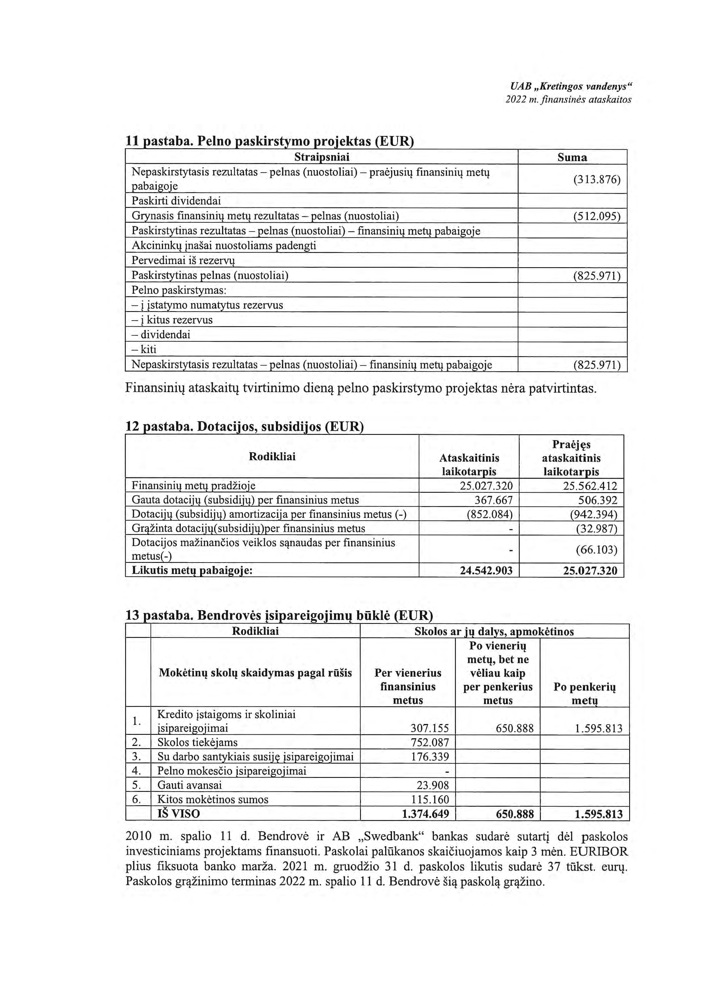 UAB „Kretingos vandenys“
2022 m. finansinės ataskaitos
11 pastaba. Pelno paskirstymo projektas (EUR)
Straipsniai Suma
Nepaskirstytasis rezultatas – pelnas (nuostoliai) – praėjusių finansinių metų
pabaigoje (313.876)
Paskirti dividendai
Grynasis finansinių metų rezultatas – pelnas (nuostoliai) (512.095)
Paskirstytinas rezultatas – pelnas (nuostoliai) – finansinių metų pabaigoje
Akcininkų įnašai nuostoliams padengti
Pervedimai iš rezervų
Paskirstytinas pelnas (nuostoliai) (825.971)
Pelno paskirstymas:
– į įstatymo numatytus rezervus
– į kitus rezervus
– dividendai
– kiti
Nepaskirstytasis rezultatas – pelnas (nuostoliai) – finansinių metų pabaigoje (825.971)
Finansinių ataskaitų tvirtinimo dieną pelno paskirstymo projektas nėra patvirtintas.
12 pastaba. Dotacijos, subsidijos (EUR)
Rodikliai
Ataskaitinis
laikotarpis
Praėjęs
ataskaitinis
laikotarpis
Finansinių metų pradžioje 25.027.320 25.562.412
Gauta dotacijų (subsidijų) per finansinius metus 367.667 506.392
Dotacijų (subsidijų) amortizacija per finansinius metus (-) (852.084) (942.394)
Grąžinta dotacijų(subsidijų)per finansinius metus - (32.987)
Dotacijos mažinančios veiklos sąnaudas per finansinius
metus(-) - (66.103)
Likutis metų pabaigoje: 24.542.903 25.027.320
13 pastaba. Bendrovės įsipareigojimų būklė (EUR)
Rodikliai Skolos ar jų dalys, apmokėtinos
Mokėtinų skolų skaidymas pagal rūšis
Per vienerius
finansinius
metus
Po vienerių
metų, bet ne
vėliau kaip
per penkerius
metus
Po penkerių
metų
1. Kredito įstaigoms ir skoliniai
įsipareigojimai 307.155 650.888 1.595.813
2. Skolos tiekėjams 752.087
3. Su darbo santykiais susiję įsipareigojimai 176.339
4. Pelno mokesčio įsipareigojimai -
5. Gauti avansai 23.908
6. Kitos mokėtinos sumos 115.160
IŠ VISO 1.374.649 650.888 1.595.813
2010 m. spalio 11 d. Bendrovė ir AB „Swedbank“ bankas sudarė sutartį dėl paskolos
investiciniams projektams finansuoti. Paskolai palūkanos skaičiuojamos kaip 3 mėn. EURIBOR
plius fiksuota banko marža. 2021 m. gruodžio 31 d. paskolos likutis sudarė 37 tūkst. eurų.
Paskolos grąžinimo terminas 2022 m. spalio 11 d. Bendrovė šią paskolą grąžino.